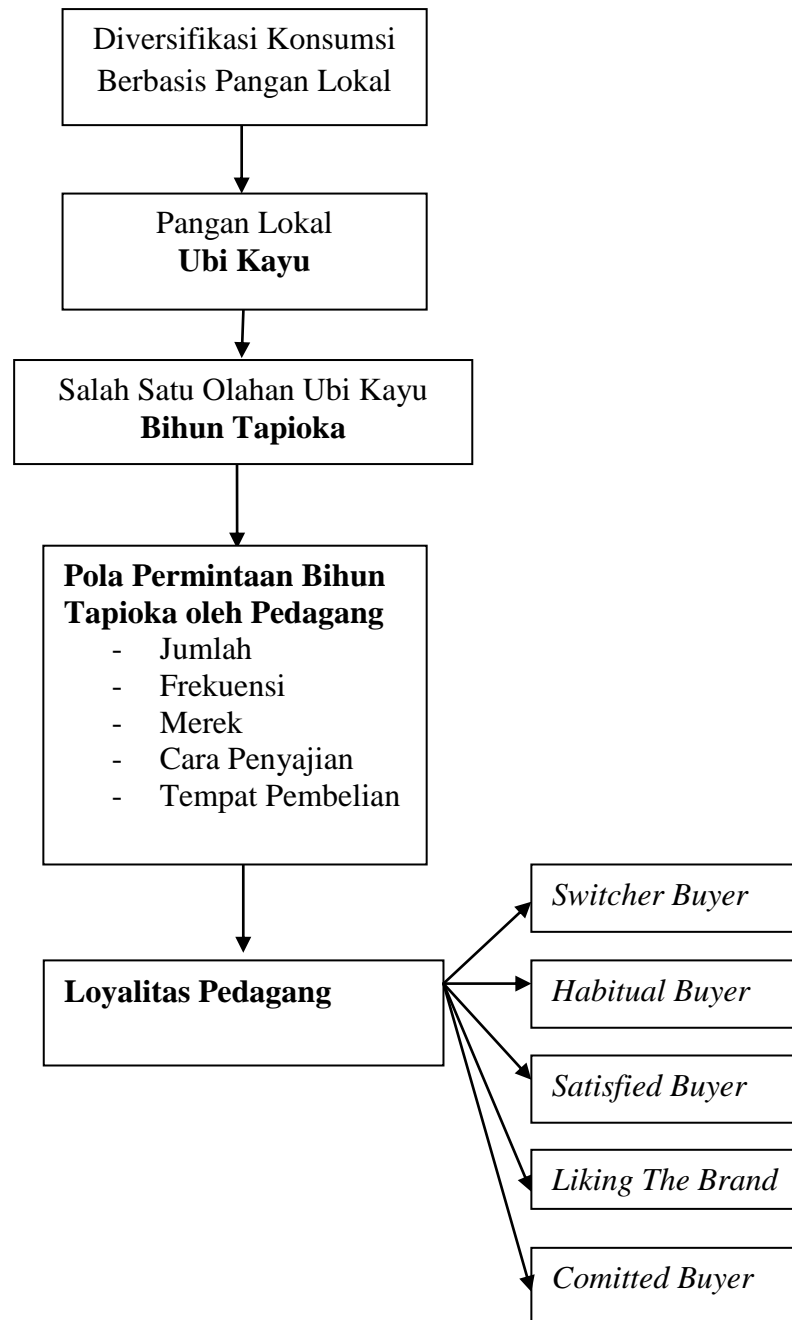 Diversifikasi Konsumsi
Berbasis Pangan Lokal
Pangan Lokal
Ubi Kayu
Salah Satu Olahan Ubi Kayu
Bihun Tapioka
Pola Permintaan Bihun
Tapioka oleh Pedagang
- Jumlah
- Frekuensi
- Merek
- Cara Penyajian
- Tempat Pembelian
Loyalitas Pedagang
Switcher Buyer
Habitual Buyer
Satisfied Buyer
Liking The Brand
Comitted Buyer